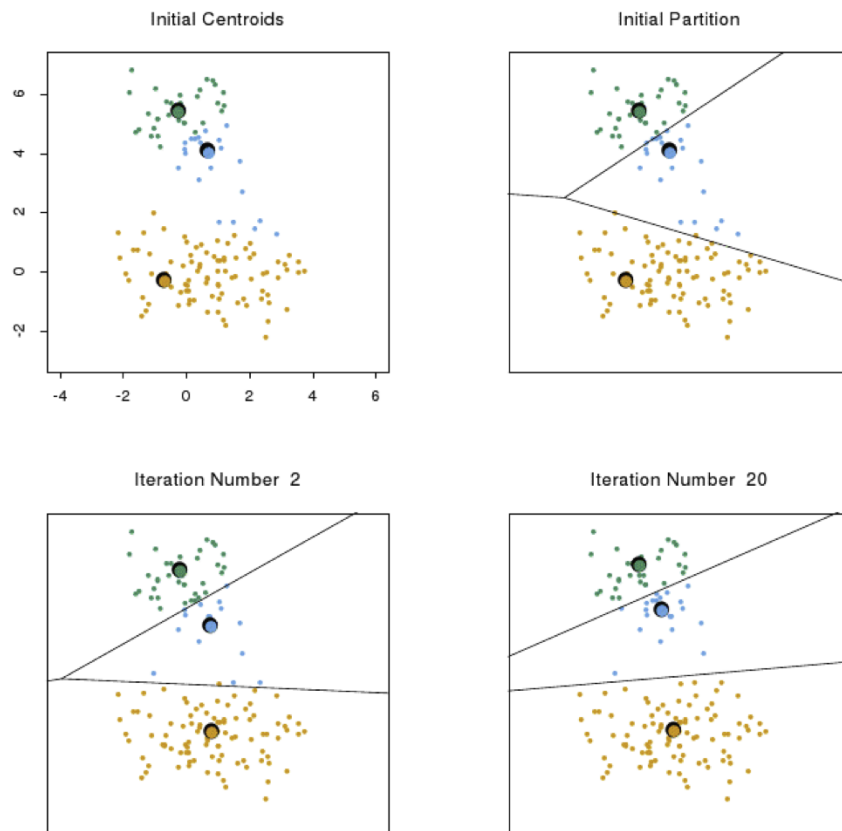 Initial Centroids
Initial Partition
6
4
2
0
-2
-4 -2 0 2 4 6
Iteration Number 2
Iteration Number 20